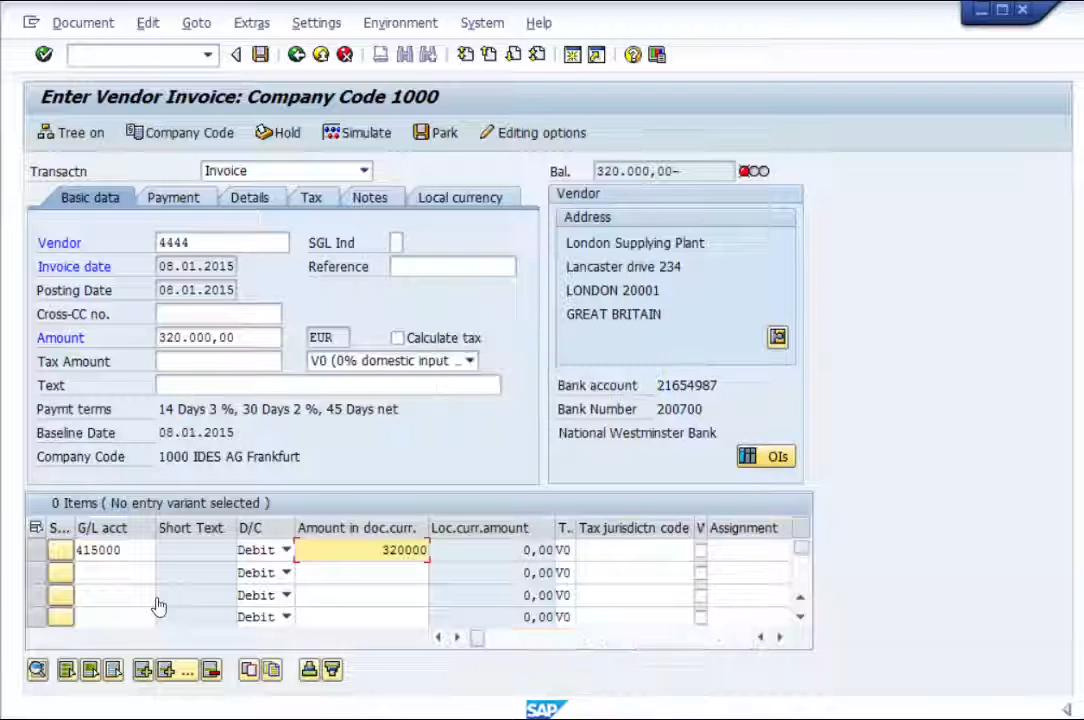 Document Edit Goto Extras Settings Environment System Help
Enter Vendor Invoice: Company Code 1000
Tree on Company Code Hold Simulate Park Editing options
Transactn Invoice Bal. 320.000,00-
Basic data Payment Details Tax Notes Local currency
Vendor 4444 SGL Ind
Invoice date 08.01.2015 Reference
Posting Date 08.01.2015
Cross-CC no.
Amount 320.000,00 EUR Calculate tax
Tax Amount V0 (0% domestic input ..
Text
Paymt terms 14 Days 3 %, 30 Days 2 %, 45 Days net
Baseline Date 08.01.2015
Company Code 1000 IDES AG Frankfurt
Vendor
Address
London Supplying Plant
Lancaster drive 234
LONDON 20001
GREAT BRITAIN
Bank account 21654987
Bank Number 200700
National Westminster Bank
OIs
0 Items ( No entry variant selected )
S... G/L acct Short Text D/C Amount in doc.curr. Loc.curr.amount T.. Tax jurisdictn code V Assignment
415000 Debit 320000 0,00 V0
Debit 0,00 V0
Debit 0,00 V0
Debit 0,00 V0
...
SAP